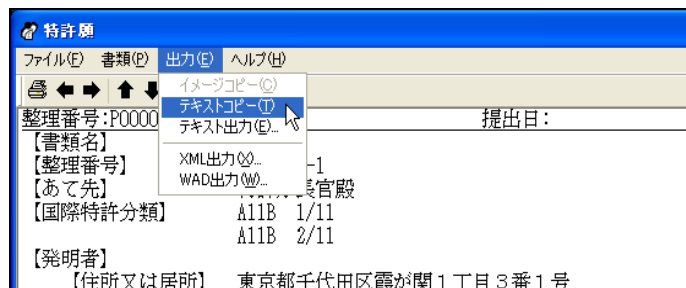 特許願
ファイル(F) 書類(P) 出力(E) ヘルプ(H)
イメージコピー(C)
テキストコピー(T)
テキスト出力(E)...
XML出力(X)...
WAD出力(W)...
整理番号:P0000
提出日:
【書類名】
【整理番号】 -1
【あて先】 長官殿
【国際特許分類】 A11B 1/11
A11B 2/11
【発明者】
【住所又は居所】 東京都千代田区霞が関1丁目3番1号